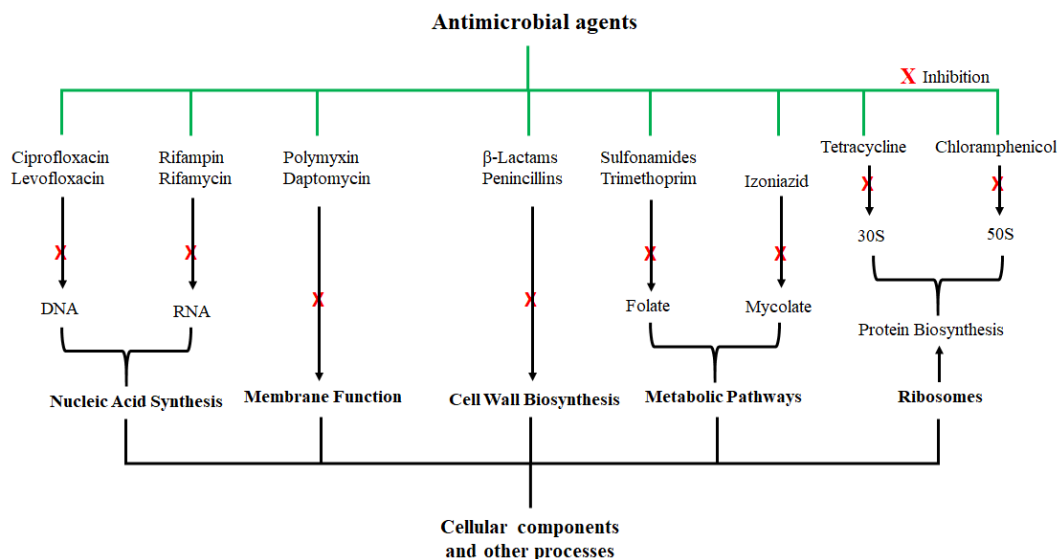 Antimicrobial agents
X Inhibition
Ciprofloxacin
Levofloxacin
Rifampin
Rifamycin
Polymyxin
Daptomycin
β-Lactams
Penincillins
Sulfonamides
Trimethoprim
Izoniazid
Tetracycline
Chloramphenicol
X
X
X
X
X
X
X
X
DNA
RNA
Folate
Mycolate
30S
50S
Protein Biosynthesis
Nucleic Acid Synthesis
Membrane Function
Cell Wall Biosynthesis
Metabolic Pathways
Ribosomes
Cellular components
and other processes